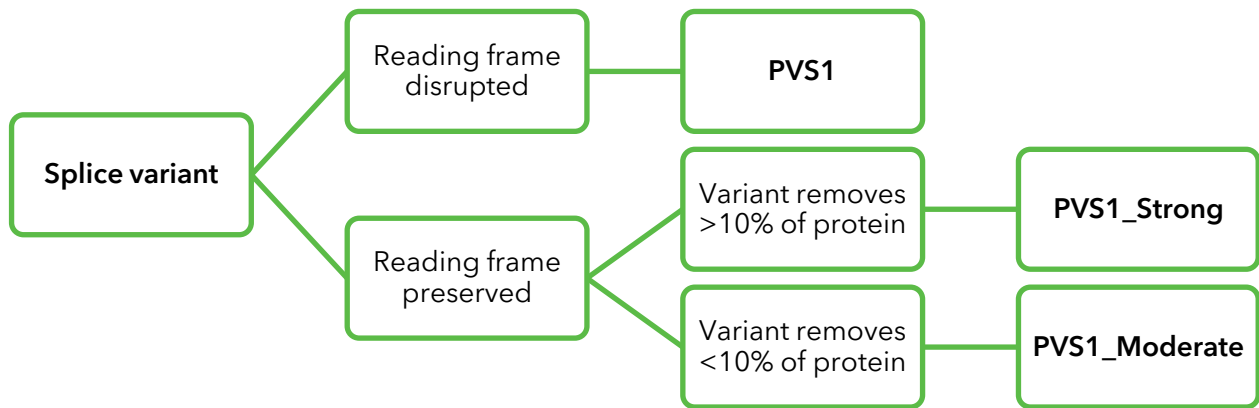 Splice variant
Reading frame
disrupted
PVS1
Reading frame
preserved
Variant removes
>10% of protein
PVS1_Strong
Variant removes
<10% of protein
PVS1_Moderate